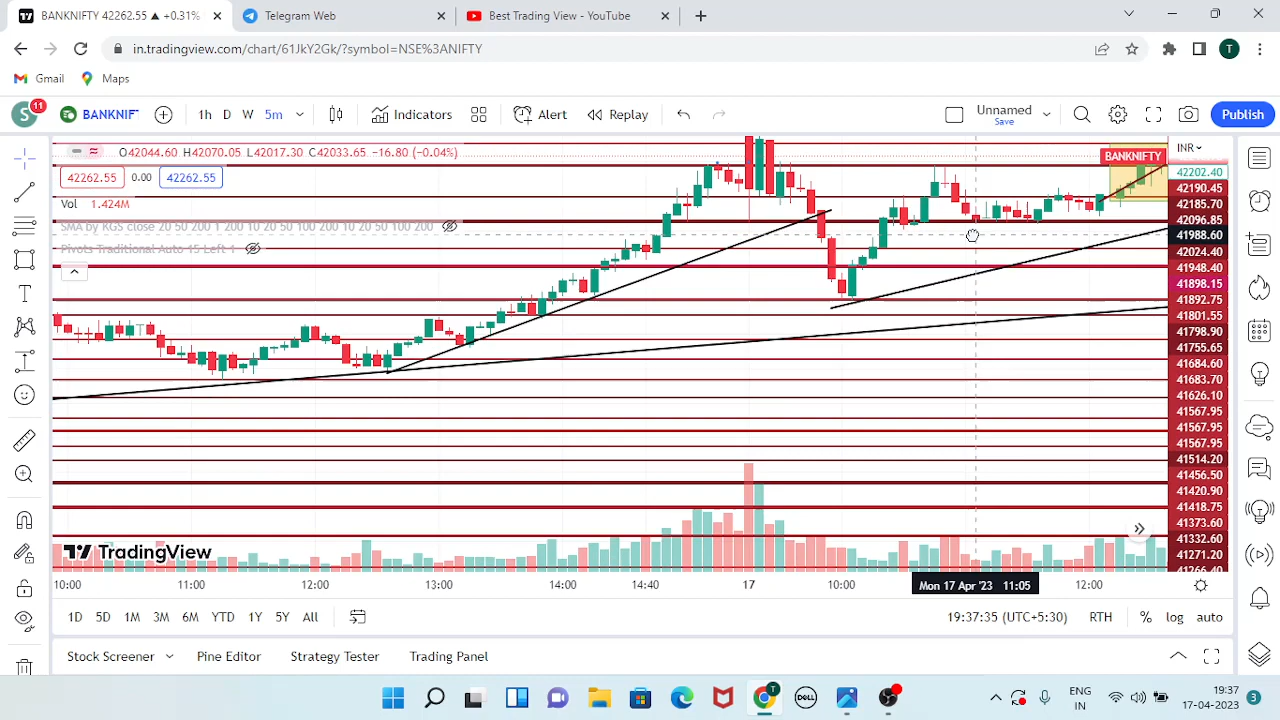 BANKNIFTY 42262.55 ▲ +0.31%
Telegram Web
Best Trading View - YouTube
in.tradingview.com/chart/61JkY2Gk/?symbol=NSE%3ANIFTY
T
Gmail
Maps
S 11
BANKNIF
1h D W 5m
Indicators
Alert
Replay
Unnamed
Save
Publish
O42044.60 H42070.05 L42017.30 C42033.65 −16.80 (−0.04%)
INR
BANKNIFTY
42262.55 0.00 42262.55
Vol 1.424M
SMA by KGS close 20 50 200 1 200 10 20 50 100 200 10 20 50 100 200
Pivots Traditional Auto 15 Left 1
42202.40
42190.45
42185.70
42096.85
41988.60
42024.40
41948.40
41898.15
41892.75
41801.55
41798.90
41755.65
41684.60
41683.70
41626.10
41567.95
41567.95
41567.95
41514.20
41456.50
41420.90
41418.75
41373.60
41332.60
41271.20
41266.40
TradingView
10:00 11:00 12:00 13:00 14:00 14:40 17 10:00 Mon 17 Apr '23 11:05 12:00
1D 5D 1M 3M 6M YTD 1Y 5Y All
19:37:35 (UTC+5:30) RTH % log auto
Stock Screener Pine Editor Strategy Tester Trading Panel
T
DELL
ENG
IN
19:37
17-04-2023
3